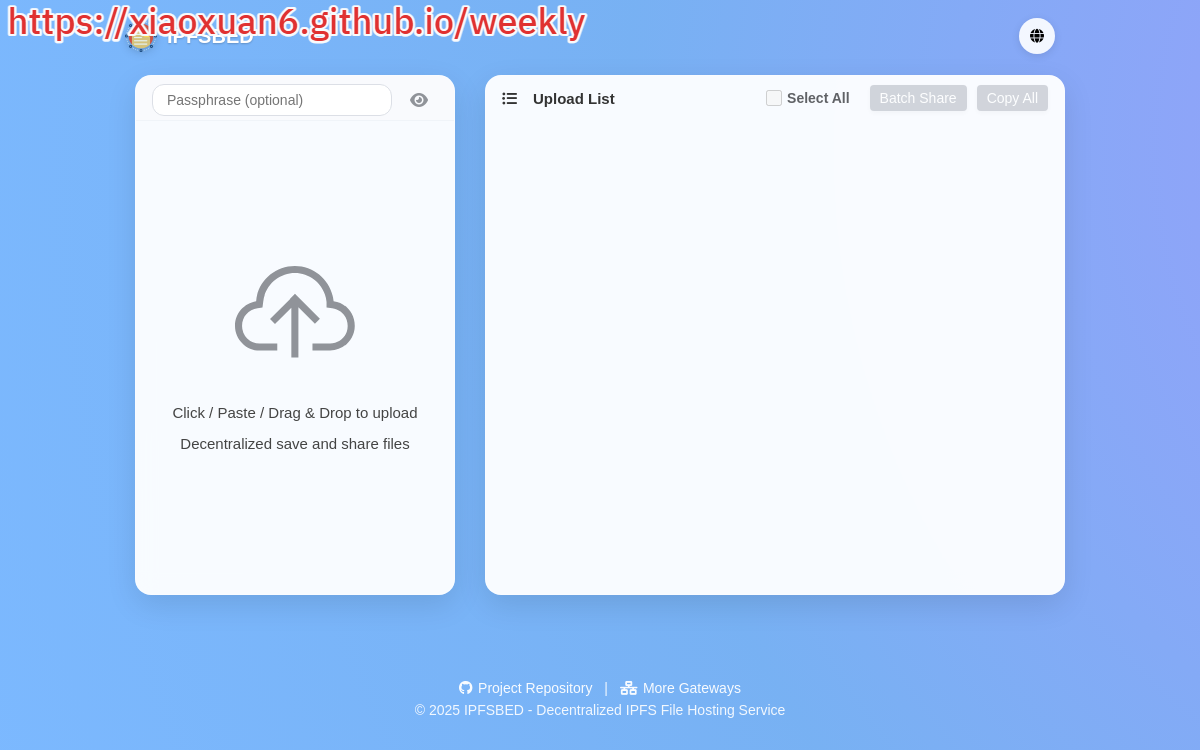 https://xiaoxuan6.github.io/weekly
IPFSBED
Passphrase (optional)
Upload List
Select All
Batch Share
Copy All
Click / Paste / Drag & Drop to upload
Decentralized save and share files
Project Repository | More Gateways
© 2025 IPFSBED - Decentralized IPFS File Hosting Service